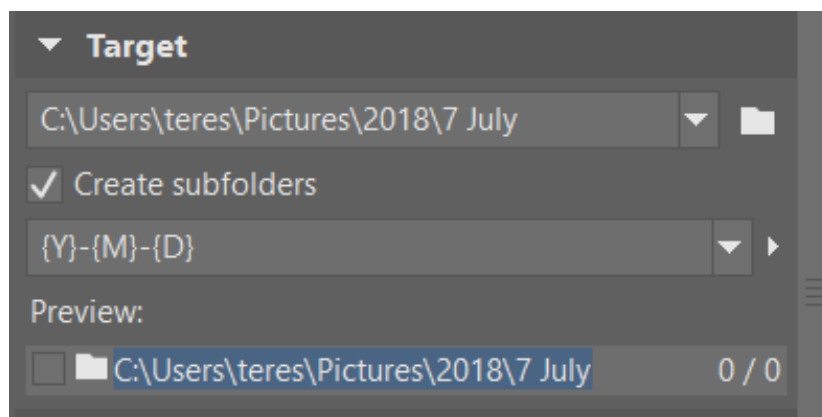 Target
C:\Users\teres\Pictures\2018\7 July
Create subfolders
{Y}-{M}-{D}
Preview:
C:\Users\teres\Pictures\2018\7 July 0 / 0